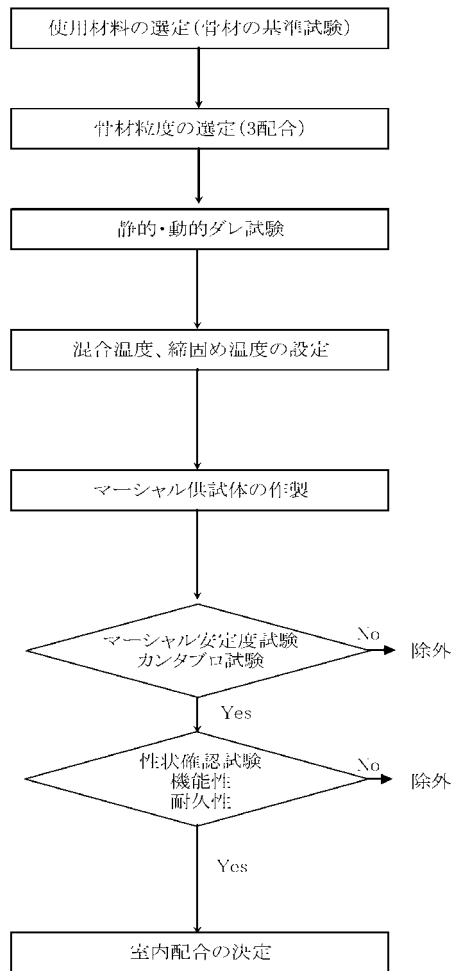 使用材料の選定(骨材の基準試験)
骨材粒度の選定(3配合)
静的・動的ダレ試験
混合温度、締固め温度の設定
マーシャル供試体の作製
マーシャル安定度試験
カンタブロ試験
No
除外
Yes
性状確認試験
機能性
耐久性
No
除外
Yes
室内配合の決定